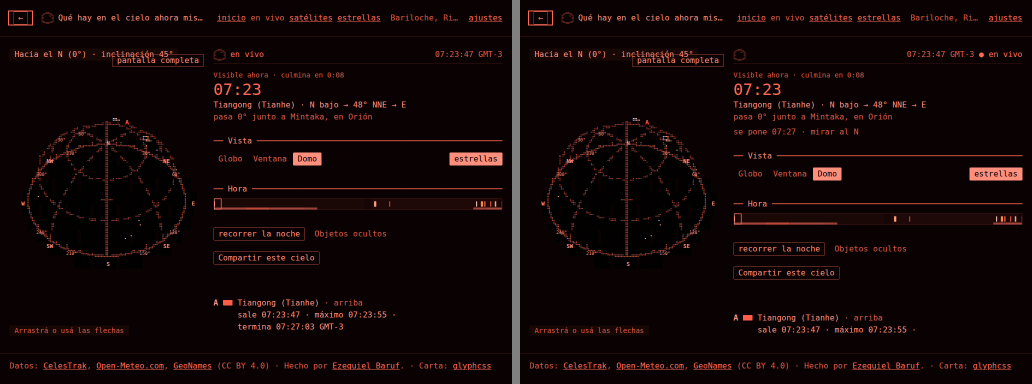 ← Qué hay en el cielo ahora mis… inicio en vivo satélites estrellas Bariloche, Ri… ajustes
Hacia el N (0°) · inclinación 45°
pantalla completa
en vivo 07:23:47 GMT-3
Visible ahora · culmina en 0:08
07:23
Tiangong (Tianhe) · N bajo → 48° NNE → E
pasa 0° junto a Mintaka, en Orión
Vista
Globo Ventana Domo estrellas
Hora
recorrer la noche Objetos ocultos
Compartir este cielo
A Tiangong (Tianhe) · arriba
sale 07:23:47 · máximo 07:23:55 ·
termina 07:27:03 GMT-3
A
N
NW NE
W E
SW SE
S
Arrastrá o usá las flechas
Datos: CelesTrak, Open-Meteo.com, GeoNames (CC BY 4.0) · Hecho por Ezequiel Baruf. · Carta: glyphcss
← Qué hay en el cielo ahora mis… inicio en vivo satélites estrellas Bariloche, Ri… ajustes
Hacia el N (0°) · inclinación 45°
pantalla completa
07:23:47 GMT-3 ● en vivo
Visible ahora · culmina en 0:08
07:23
Tiangong (Tianhe) · N bajo → 48° NNE → E
pasa 0° junto a Mintaka, en Orión
se pone 07:27 · mirar al N
Vista
Globo Ventana Domo estrellas
Hora
recorrer la noche Objetos ocultos
Compartir este cielo
A Tiangong (Tianhe) · arriba
sale 07:23:47 · máximo 07:23:55 ·
A
N
NW NE
W E
SW SE
S
Arrastrá o usá las flechas
Datos: CelesTrak, Open-Meteo.com, GeoNames (CC BY 4.0) · Hecho por Ezequiel Baruf. · Carta: glyphcss